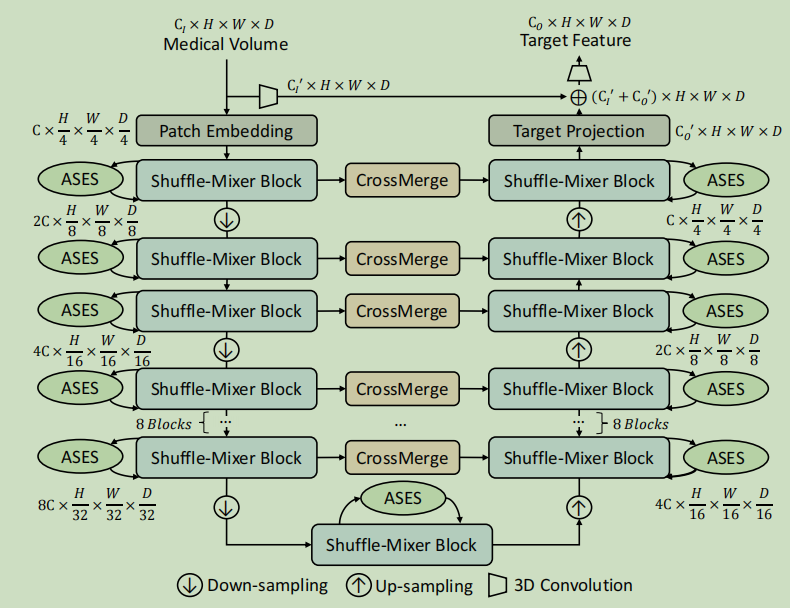 C_I × H × W × D
Medical Volume
C_O × H × W × D
Target Feature
C_I' × H × W × D
(C_I' + C_O') × H × W × D
C × H/4 × W/4 × D/4
Patch Embedding
Target Projection
C_O' × H × W × D
ASES
Shuffle-Mixer Block
CrossMerge
Shuffle-Mixer Block
ASES
2C × H/8 × W/8 × D/8
C × H/4 × W/4 × D/4
ASES
Shuffle-Mixer Block
CrossMerge
Shuffle-Mixer Block
ASES
ASES
Shuffle-Mixer Block
CrossMerge
Shuffle-Mixer Block
ASES
4C × H/16 × W/16 × D/16
2C × H/8 × W/8 × D/8
ASES
Shuffle-Mixer Block
CrossMerge
Shuffle-Mixer Block
ASES
8 Blocks
...
...
...
8 Blocks
ASES
Shuffle-Mixer Block
CrossMerge
Shuffle-Mixer Block
ASES
8C × H/32 × W/32 × D/32
ASES
4C × H/16 × W/16 × D/16
Shuffle-Mixer Block
Down-sampling
Up-sampling
3D Convolution